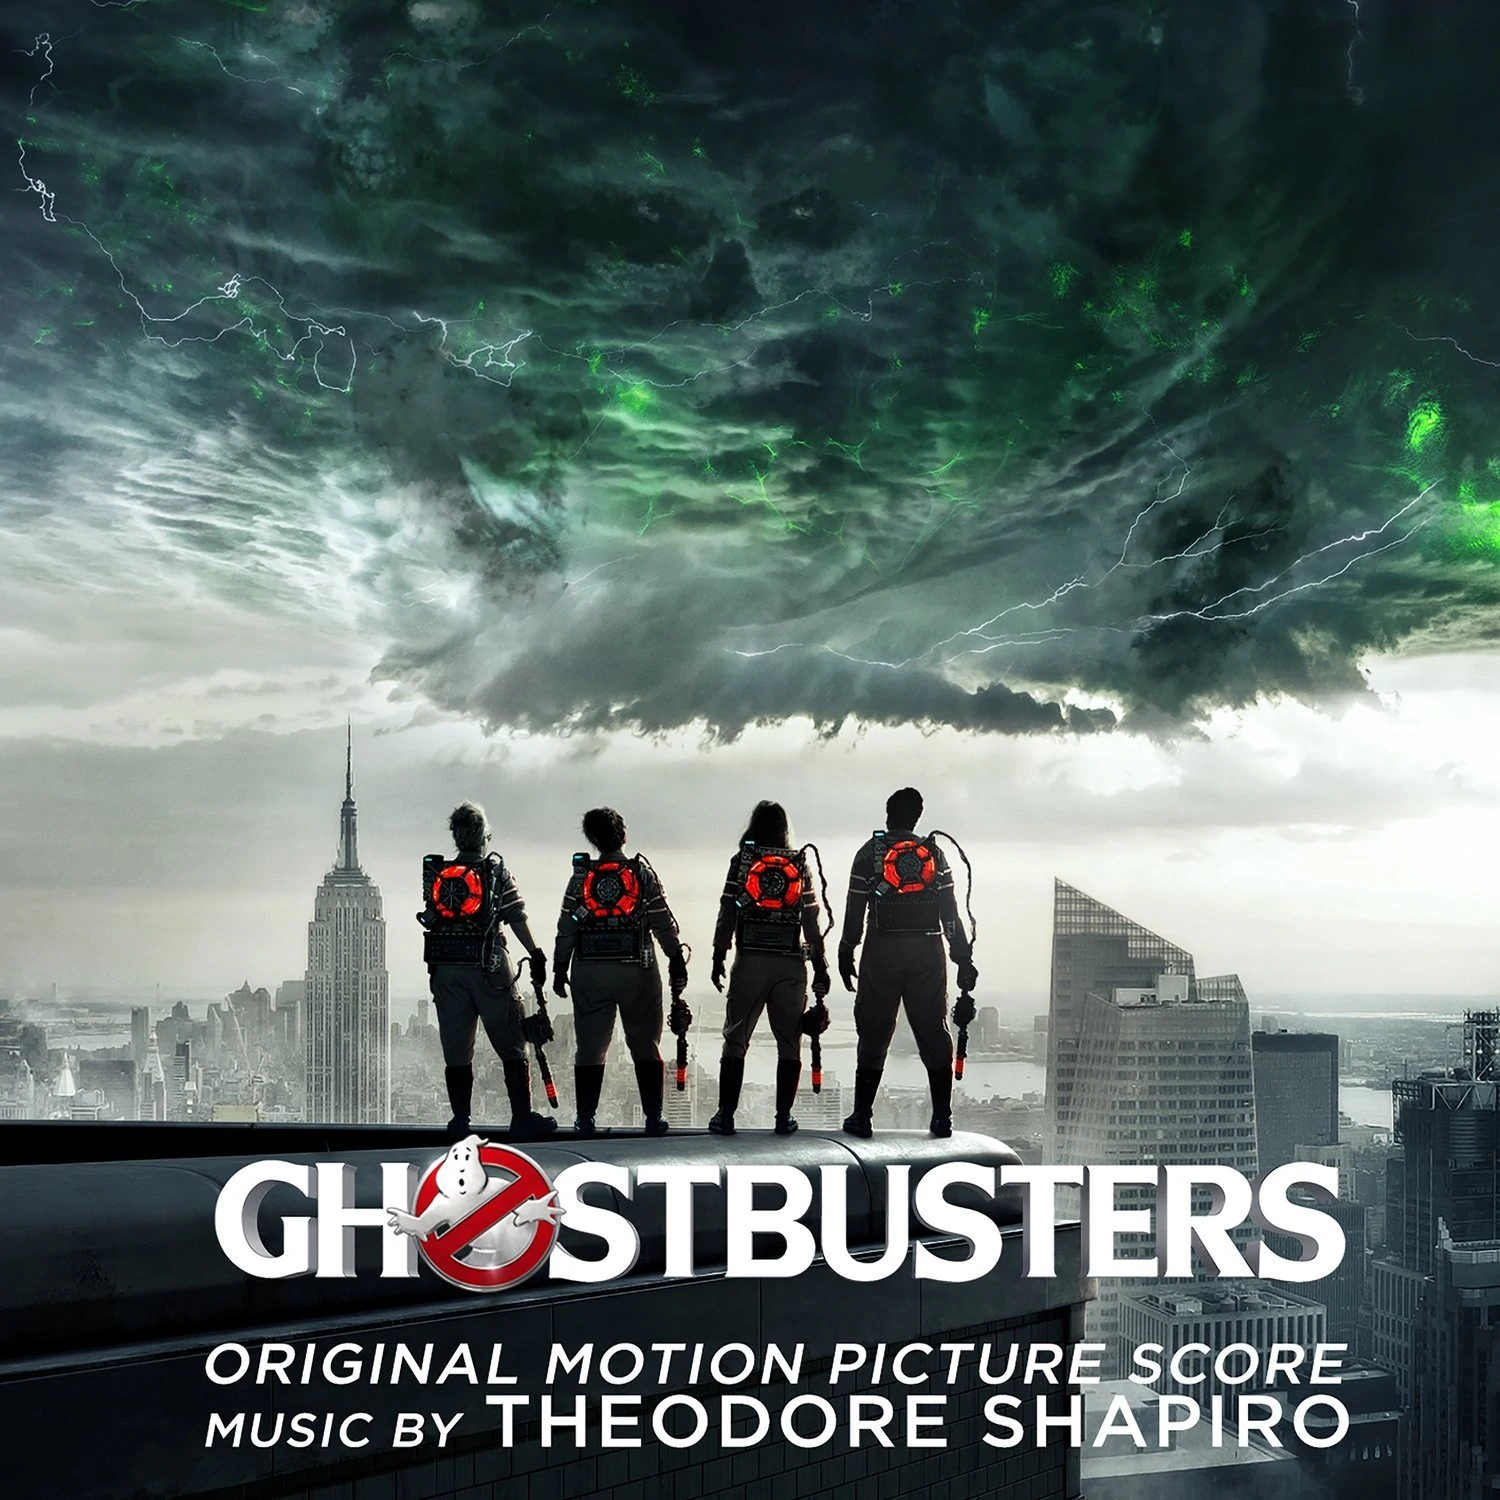 GHOSTBUSTERS
ORIGINAL MOTION PICTURE SCORE
MUSIC BY THEODORE SHAPIRO